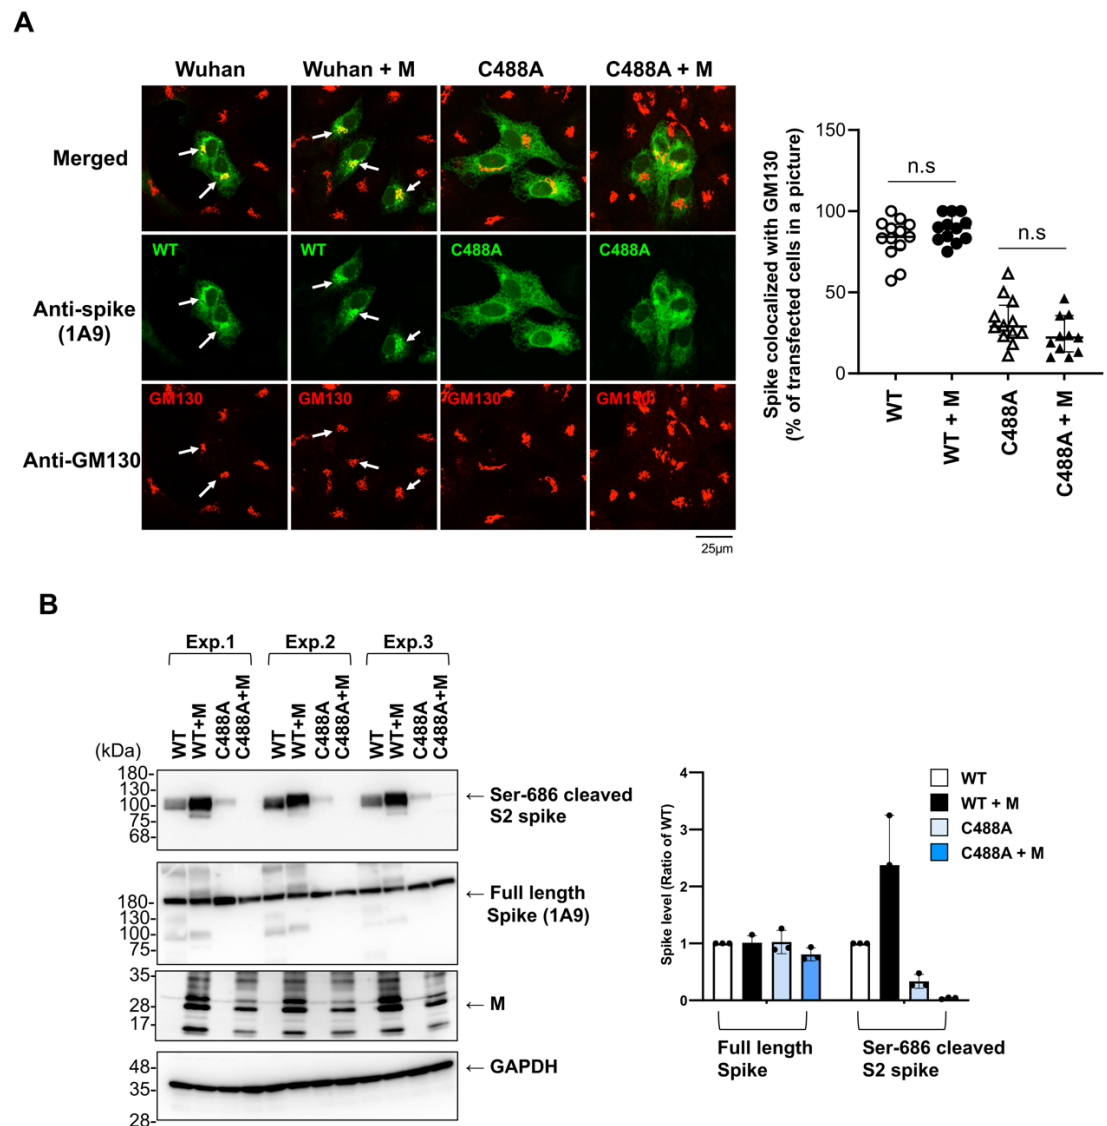 A
Wuhan
Wuhan + M
C488A
C488A + M
Merged
Anti-spike
(1A9)
WT
WT
C488A
C488A
Anti-GM130
GM130
GM130
GM130
GM130
25μm
Spike colocalized with GM130
(% of transfected cells in a picture)
150
100
50
0
n.s
n.s
WT
WT + M
C488A
C488A + M
B
Exp.1
Exp.2
Exp.3
WT
WT+M
C488A
C488A+M
WT
WT+M
C488A
C488A+M
WT
WT+M
C488A
C488A+M
(kDa)
180-
130-
100-
75-
68-
← Ser-686 cleaved
S2 spike
180-
130-
100-
75-
← Full length
Spike (1A9)
35-
28-
17-
← M
48-
35-
28-
← GAPDH
Spike level (Ratio of WT)
4
3
2
1
0
WT
WT + M
C488A
C488A + M
Full length
Spike
Ser-686 cleaved
S2 spike